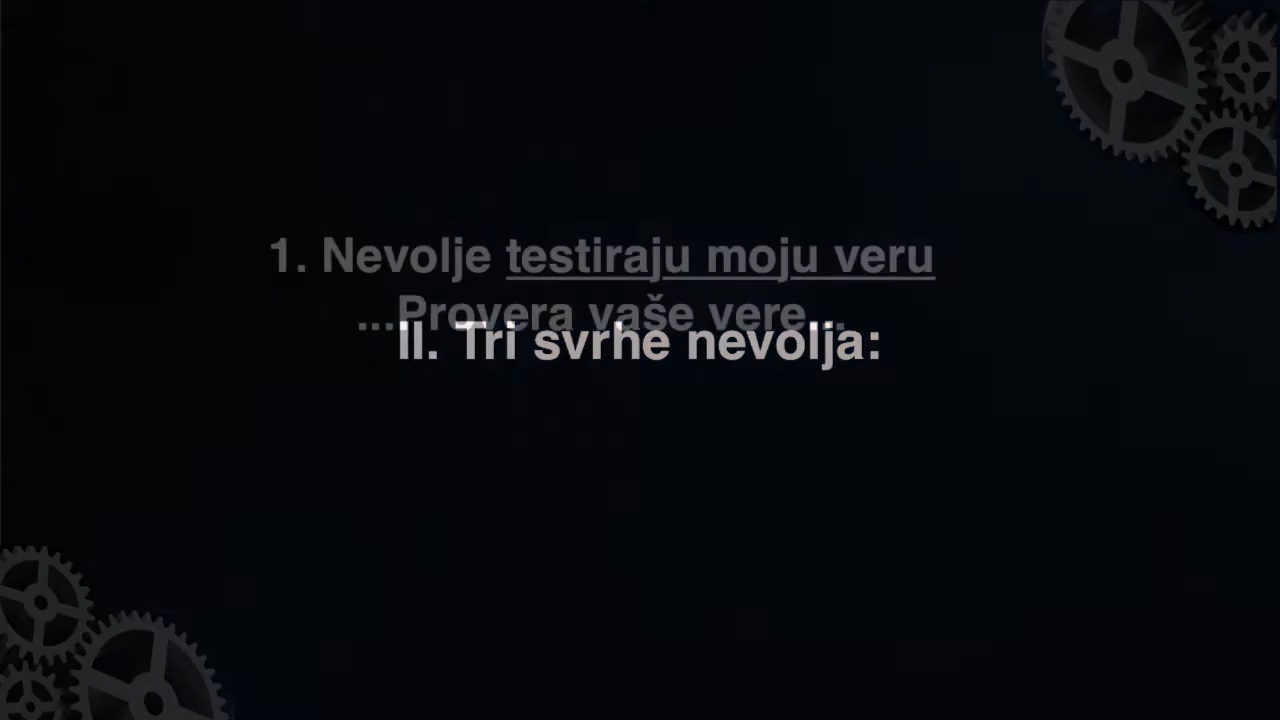 1. Nevolje testiraju moju veru
...Provera vaše vere...
II. Tri svrhe nevolja: